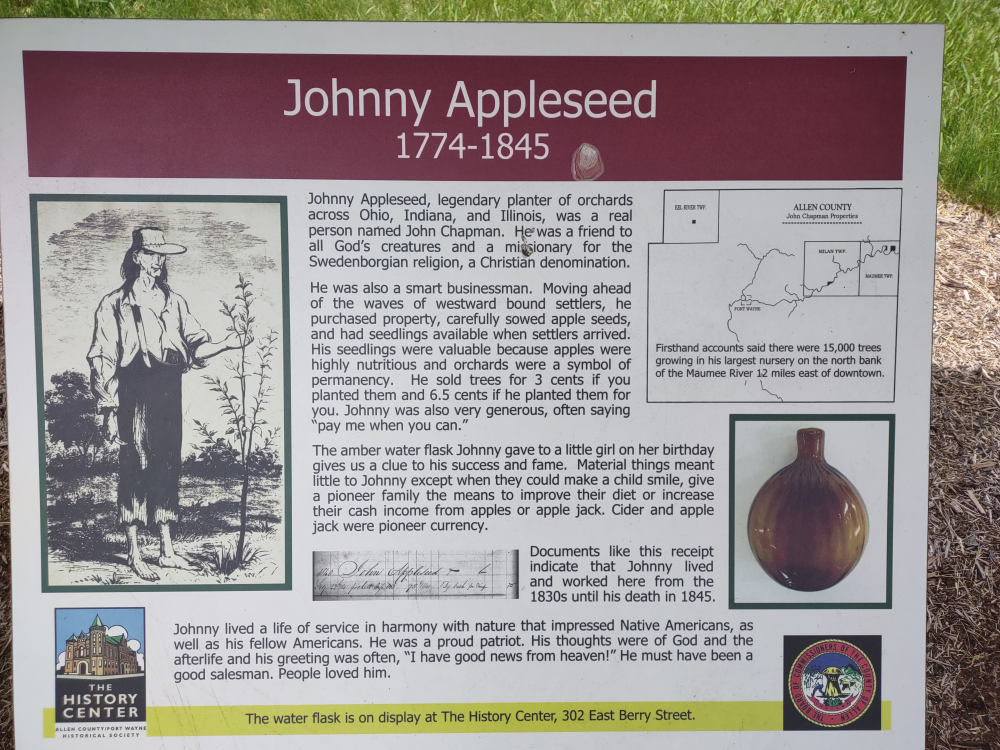 Johnny Appleseed
1774-1845
Johnny Appleseed, legendary planter of orchards
across Ohio, Indiana, and Illinois, was a real
person named John Chapman. He was a friend to
all God's creatures and a missionary for the
Swedenborgian religion, a Christian denomination.
He was also a smart businessman. Moving ahead
of the waves of westward bound settlers, he
purchased property, carefully sowed apple seeds,
and had seedlings available when settlers arrived.
His seedlings were valuable because apples were
highly nutritious and orchards were a symbol of
permanency. He sold trees for 3 cents if you
planted them and 6.5 cents if he planted them for
you. Johnny was also very generous, often saying
"pay me when you can."
EEL RIVER TWP.
ALLEN COUNTY
John Chapman Properties
MILAN TWP.
MAUMEE TWP.
FORT WAYNE
Firsthand accounts said there were 15,000 trees
growing in his largest nursery on the north bank
of the Maumee River 12 miles east of downtown.
The amber water flask Johnny gave to a little girl on her birthday
gives us a clue to his success and fame. Material things meant
little to Johnny except when they could make a child smile, give
a pioneer family the means to improve their diet or increase
their cash income from apples or apple jack. Cider and apple
jack were pioneer currency.
John Appleseed
Documents like this receipt
indicate that Johnny lived
and worked here from the
1830s until his death in 1845.
Johnny lived a life of service in harmony with nature that impressed Native Americans, as
well as his fellow Americans. He was a proud patriot. His thoughts were of God and the
afterlife and his greeting was often, "I have good news from heaven!" He must have been a
good salesman. People loved him.
THE
HISTORY
CENTER
ALLEN COUNTY/FORT WAYNE
HISTORICAL SOCIETY
The water flask is on display at The History Center, 302 East Berry Street.
THE BOARD OF COMMISSIONERS OF THE COUNTY OF ALLEN